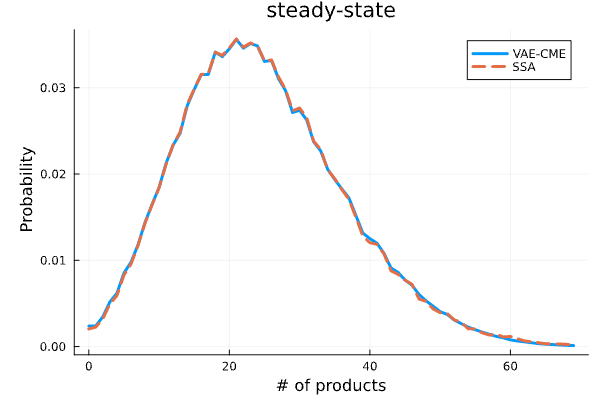 steady-state
VAE-CME
SSA
Probability
0.03
0.02
0.01
0.00
0
20
40
60
# of products